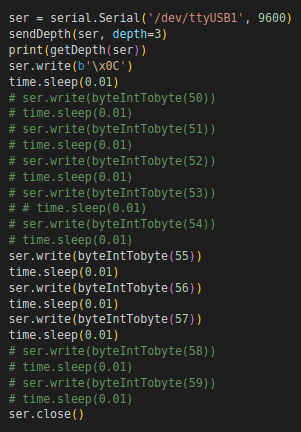 ser = serial.Serial('/dev/ttyUSB1', 9600)
sendDepth(ser, depth=3)
print(getDepth(ser))
ser.write(b'\x0C')
time.sleep(0.01)
# ser.write(byteIntTobyte(50))
# time.sleep(0.01)
# ser.write(byteIntTobyte(51))
# time.sleep(0.01)
# ser.write(byteIntTobyte(52))
# time.sleep(0.01)
# ser.write(byteIntTobyte(53))
# # time.sleep(0.01)
# ser.write(byteIntTobyte(54))
# time.sleep(0.01)
ser.write(byteIntTobyte(55))
time.sleep(0.01)
ser.write(byteIntTobyte(56))
time.sleep(0.01)
ser.write(byteIntTobyte(57))
time.sleep(0.01)
# ser.write(byteIntTobyte(58))
# time.sleep(0.01)
# ser.write(byteIntTobyte(59))
# time.sleep(0.01)
ser.close()